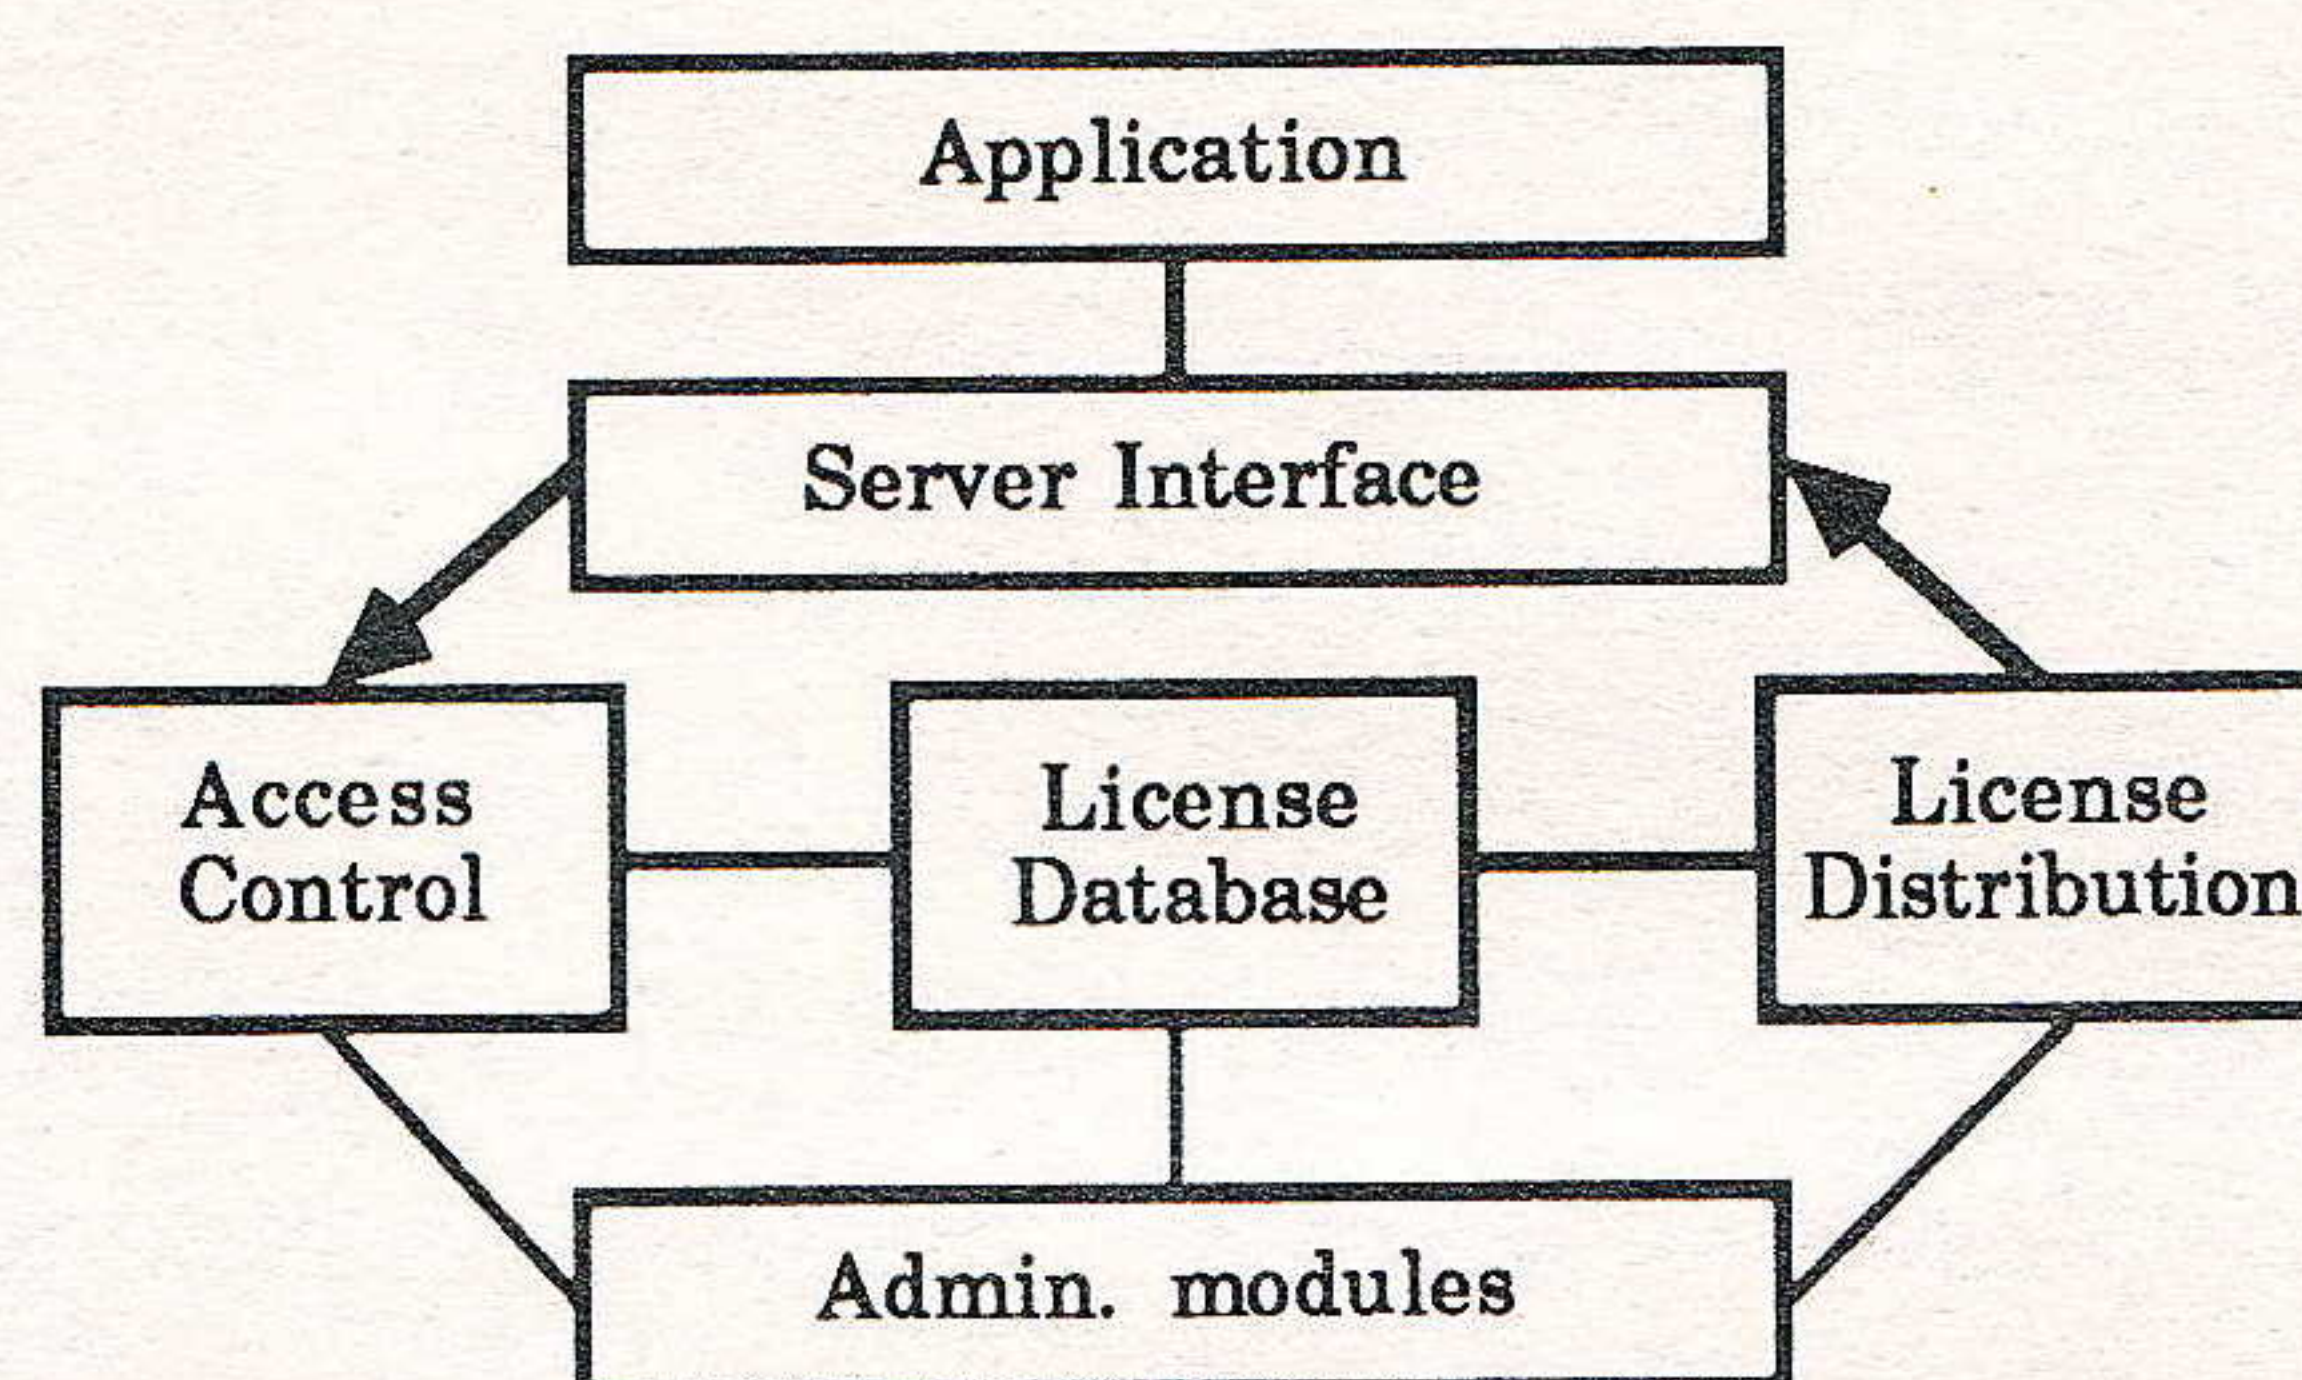 Application
Server Interface
Access
Control
License
Database
License
Distribution
Admin. modules